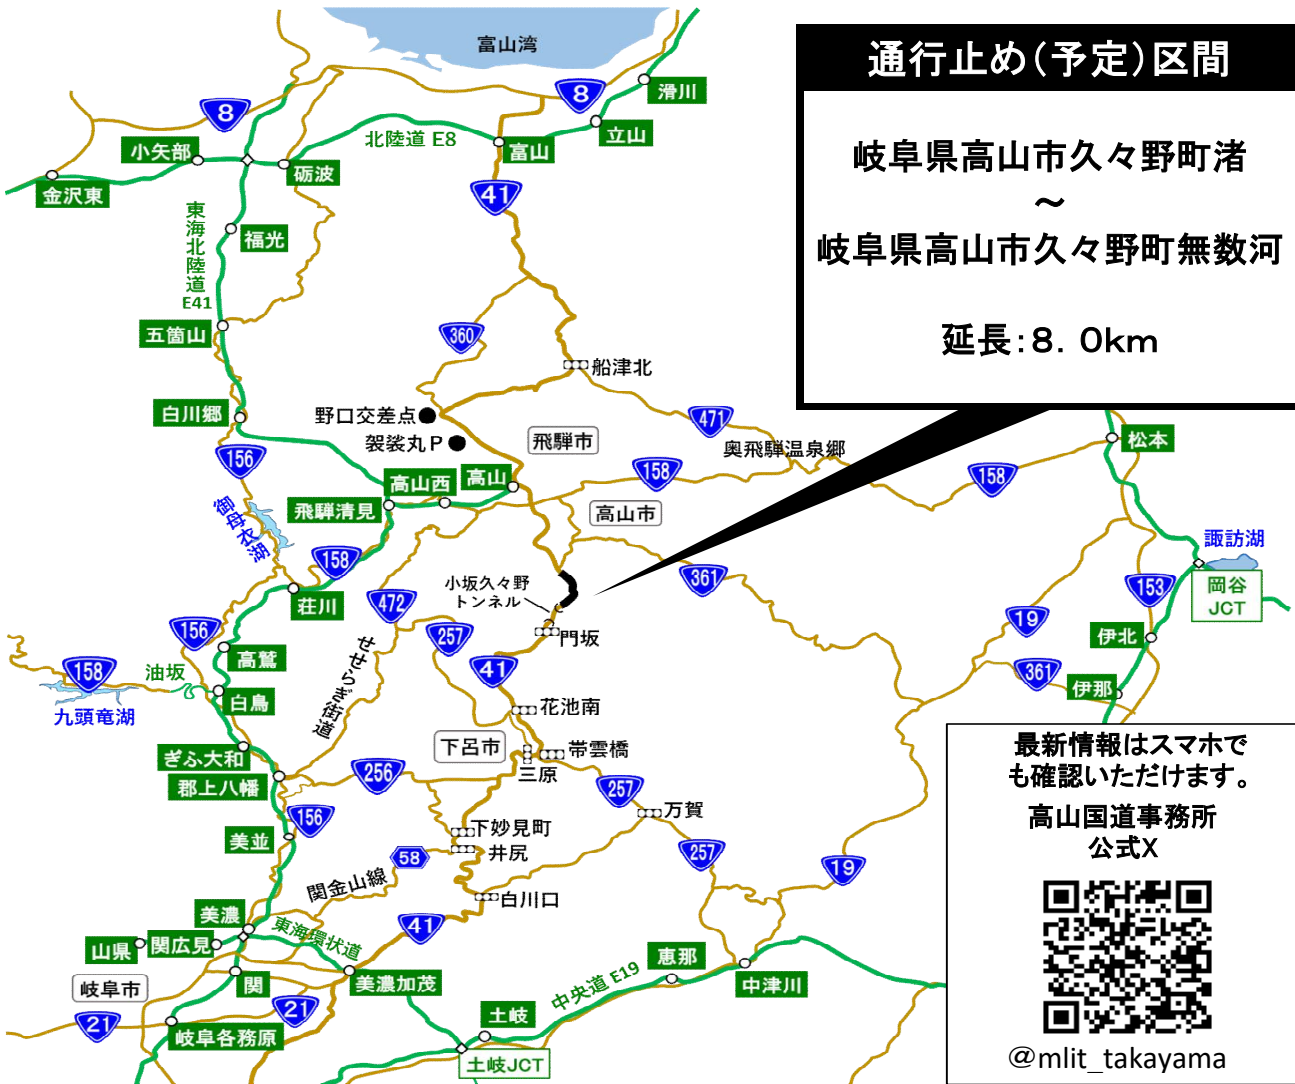 富山湾
通行止め(予定)区間
岐阜県高山市久々野町渚
~
岐阜県高山市久々野町無数河
延長:8.0km
8
8
滑川
北陸道 E8
立山
富山
小矢部
砺波
金沢東
41
東海北陸道
E41
福光
五箇山
360
船津北
白川郷
野口交差点
袈裟丸P
飛騨市
471
奥飛騨温泉郷
松本
156
158
158
高山西
高山
飛騨清見
高山市
御母衣湖
諏訪湖
158
361
153
岡谷
JCT
小坂久々野
トンネル
荘川
472
19
156
257
門坂
伊北
高鷲
41
361
158
油坂
せせらぎ街道
伊那
白鳥
九頭竜湖
花池南
下呂市
帯雲橋
三原
ぎふ大和
郡上八幡
256
257
万賀
156
下妙見町
美並
井尻
58
257
19
関金山線
白川口
美濃
41
東海環状道
山県
関広見
恵那
中央道 E19
中津川
岐阜市
関
美濃加茂
21
21
土岐
岐阜各務原
土岐JCT
最新情報はスマホで
も確認いただけます。
高山国道事務所
公式X
@mlit_takayama